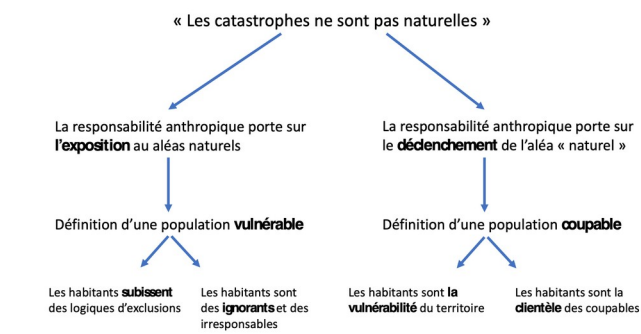 « Les catastrophes ne sont pas naturelles »
La responsabilité anthropique porte sur
l'exposition au aléas naturels
La responsabilité anthropique porte sur
le déclenchement de l'aléa « naturel »
Définition d'une population vulnérable
Définition d'une population coupable
Les habitants subissent
des logiques d'exclusions
Les habitants sont
des ignorants et des
irresponsables
Les habitants sont la
vulnérabilité du territoire
Les habitants sont la
clientèle des coupables